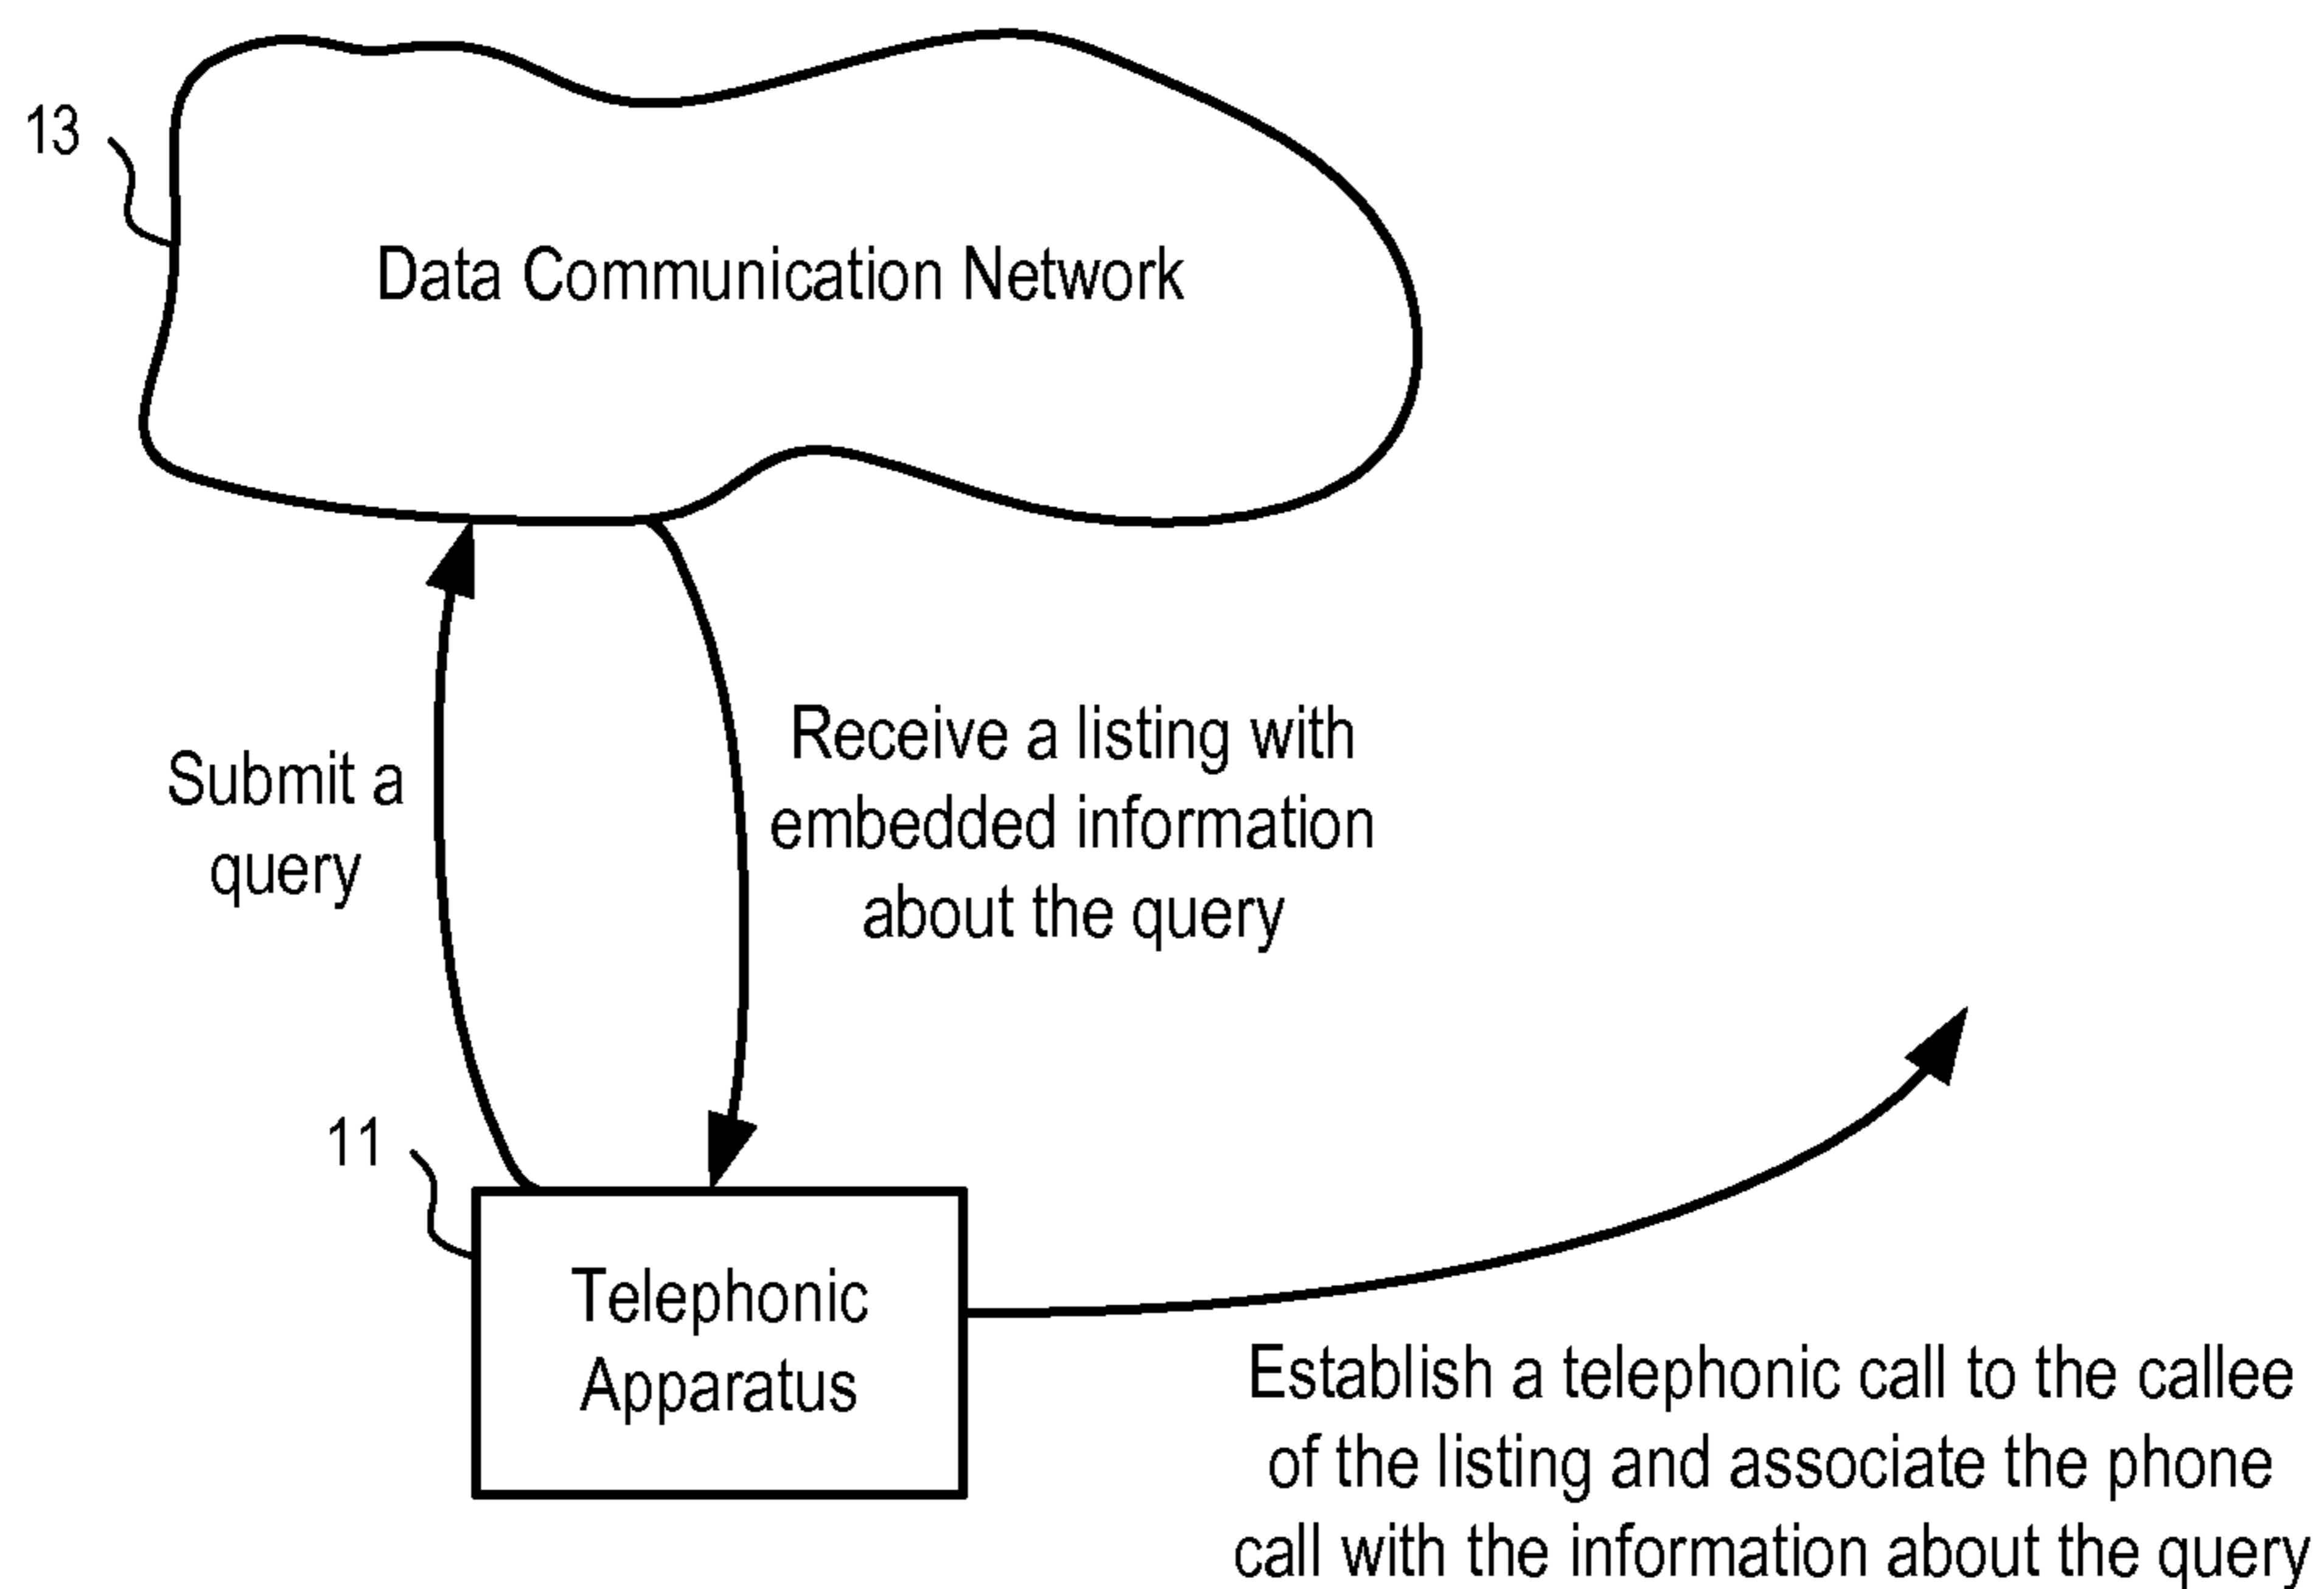 13
Data Communication Network
Submit a
query
Receive a listing with
embedded information
about the query
11
Telephonic
Apparatus
Establish a telephonic call to the callee
of the listing and associate the phone
call with the information about the query